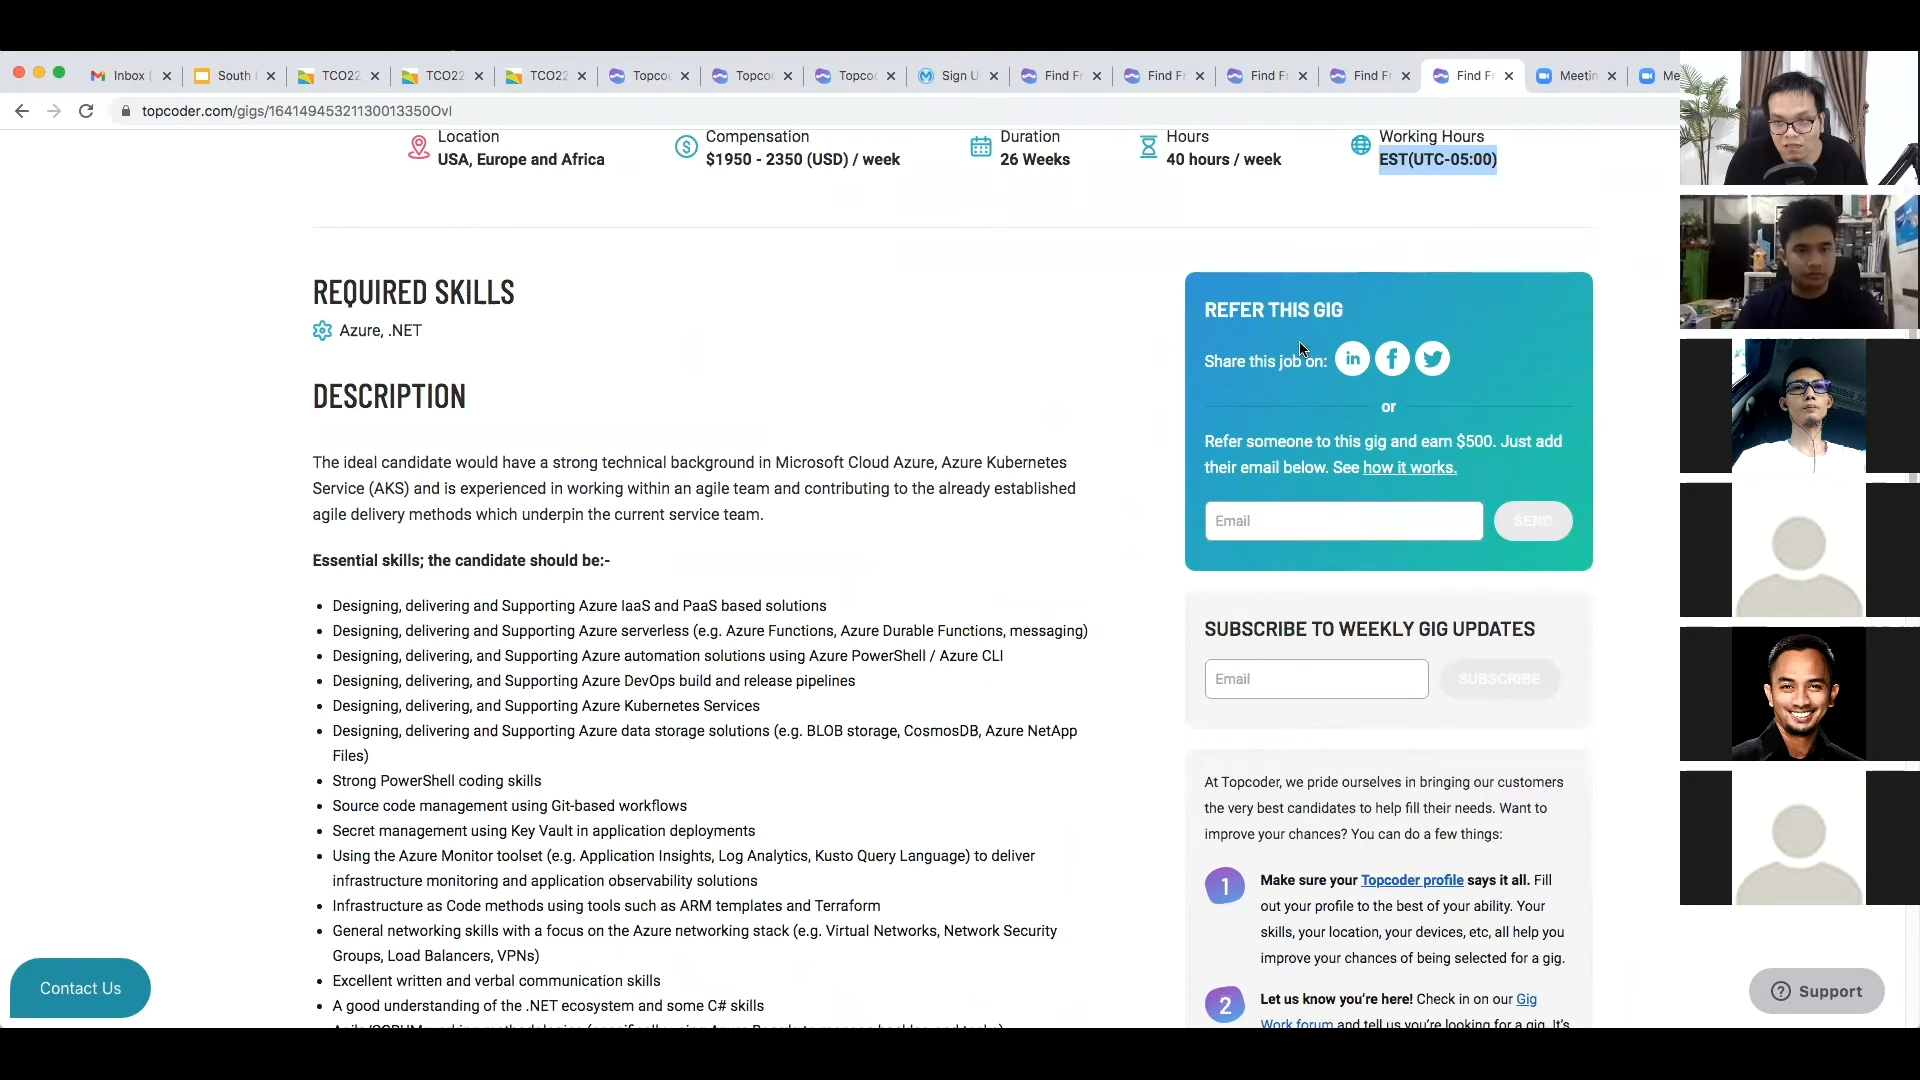 Inbox (
South
TCO22
TCO22
TCO22
Topco
Topco
Topco
Sign U
Find Fr
Find Fr
Find Fr
Find Fr
Find Fr
Meetin
Me
topcoder.com/gigs/16414945321130013350Ovl
Location
USA, Europe and Africa
Compensation
$1950 - 2350 (USD) / week
Duration
26 Weeks
Hours
40 hours / week
Working Hours
EST(UTC-05:00)
REQUIRED SKILLS
Azure, .NET
DESCRIPTION
The ideal candidate would have a strong technical background in Microsoft Cloud Azure, Azure Kubernetes
Service (AKS) and is experienced in working within an agile team and contributing to the already established
agile delivery methods which underpin the current service team.
Essential skills; the candidate should be:-
• Designing, delivering and Supporting Azure IaaS and PaaS based solutions
• Designing, delivering and Supporting Azure serverless (e.g. Azure Functions, Azure Durable Functions, messaging)
• Designing, delivering, and Supporting Azure automation solutions using Azure PowerShell / Azure CLI
• Designing, delivering, and Supporting Azure DevOps build and release pipelines
• Designing, delivering, and Supporting Azure Kubernetes Services
• Designing, delivering and Supporting Azure data storage solutions (e.g. BLOB storage, CosmosDB, Azure NetApp
Files)
• Strong PowerShell coding skills
• Source code management using Git-based workflows
• Secret management using Key Vault in application deployments
• Using the Azure Monitor toolset (e.g. Application Insights, Log Analytics, Kusto Query Language) to deliver
infrastructure monitoring and application observability solutions
• Infrastructure as Code methods using tools such as ARM templates and Terraform
• General networking skills with a focus on the Azure networking stack (e.g. Virtual Networks, Network Security
Groups, Load Balancers, VPNs)
• Excellent written and verbal communication skills
• A good understanding of the .NET ecosystem and some C# skills
REFER THIS GIG
Share this job on:
or
Refer someone to this gig and earn $500. Just add
their email below. See how it works.
Email
SEND
SUBSCRIBE TO WEEKLY GIG UPDATES
Email
SUBSCRIBE
At Topcoder, we pride ourselves in bringing our customers
the very best candidates to help fill their needs. Want to
improve your chances? You can do a few things:
1
Make sure your Topcoder profile says it all. Fill
out your profile to the best of your ability. Your
skills, your location, your devices, etc, all help you
improve your chances of being selected for a gig.
2
Let us know you're here! Check in on our Gig
Work forum and tell us you're looking for a gig. It's
Contact Us
Support